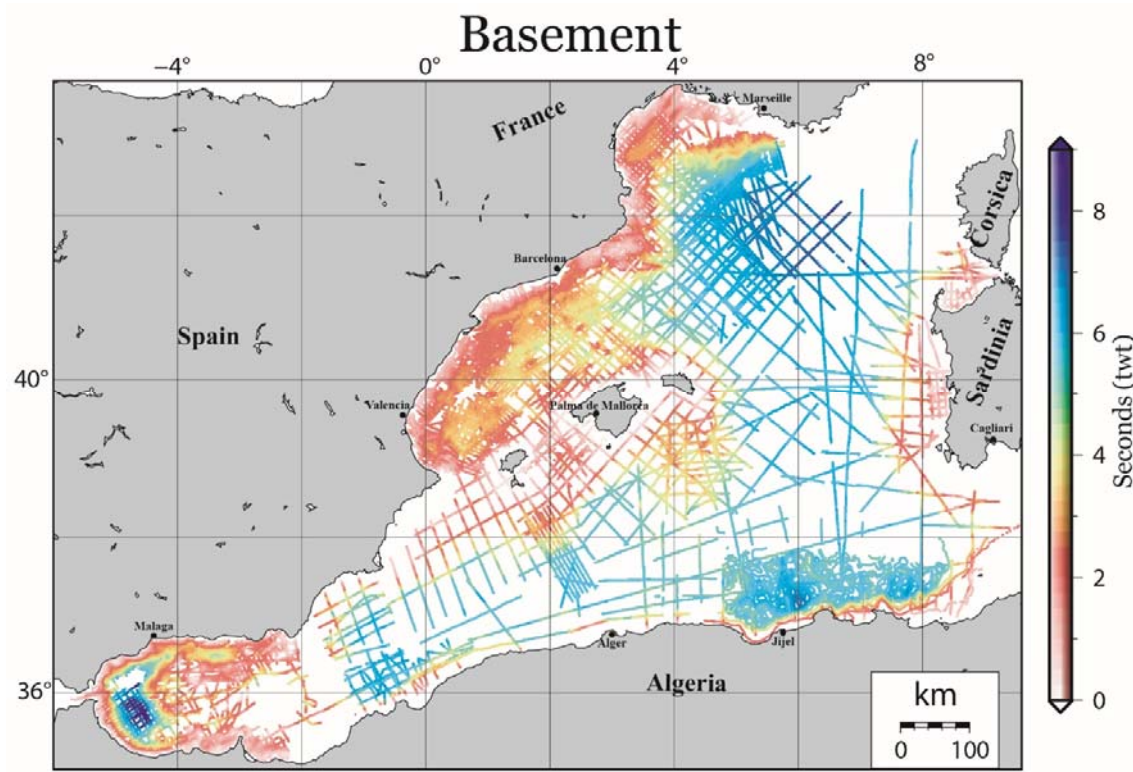 Basement
−4°
0°
4°
8°
Marseille
France
Corsica
Barcelona
Spain
Sardinia
40°
Valencia
Palma de Mallorca
Cagliari
Malaga
Alger
Jijel
36°
Algeria
km
0 100
8
6
4
2
0
Seconds (twt)